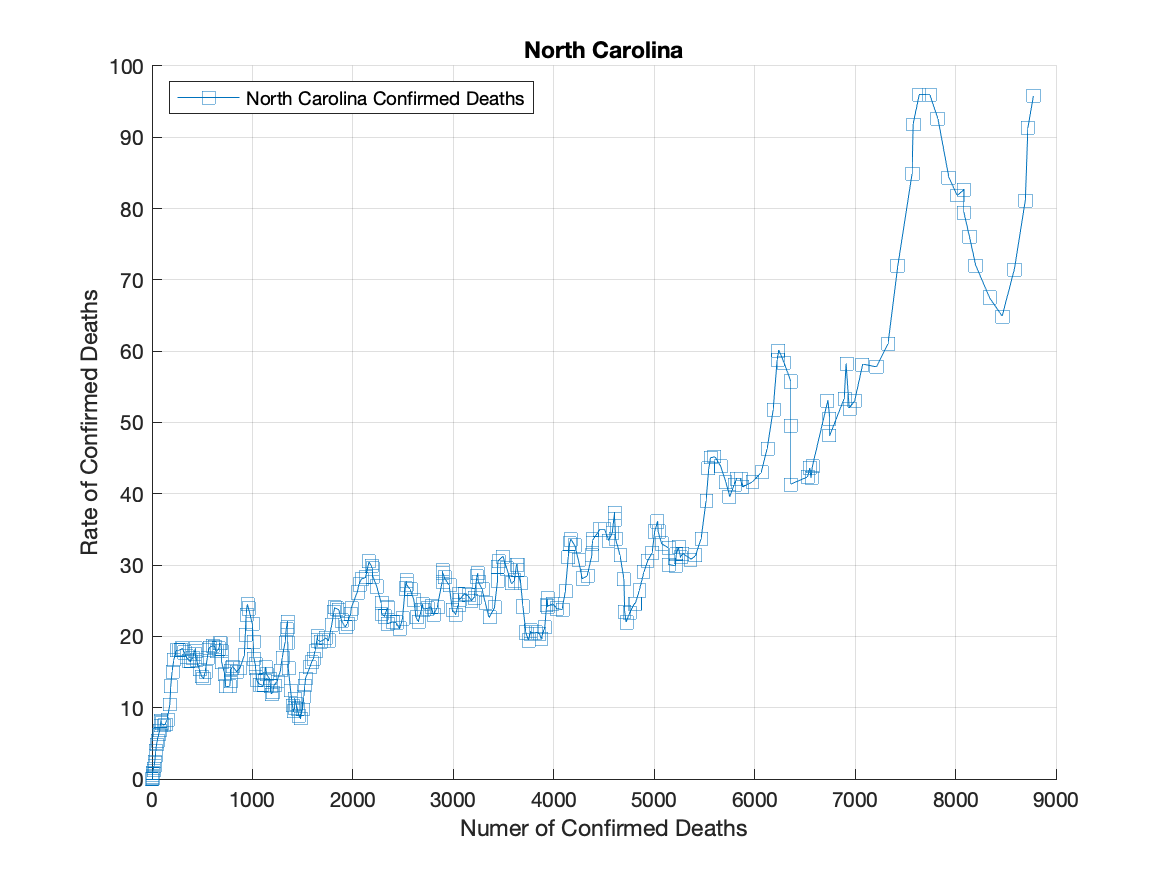 North Carolina
North Carolina Confirmed Deaths
100
90
80
70
60
50
40
30
20
10
0
Rate of Confirmed Deaths
0 1000 2000 3000 4000 5000 6000 7000 8000 9000
Numer of Confirmed Deaths